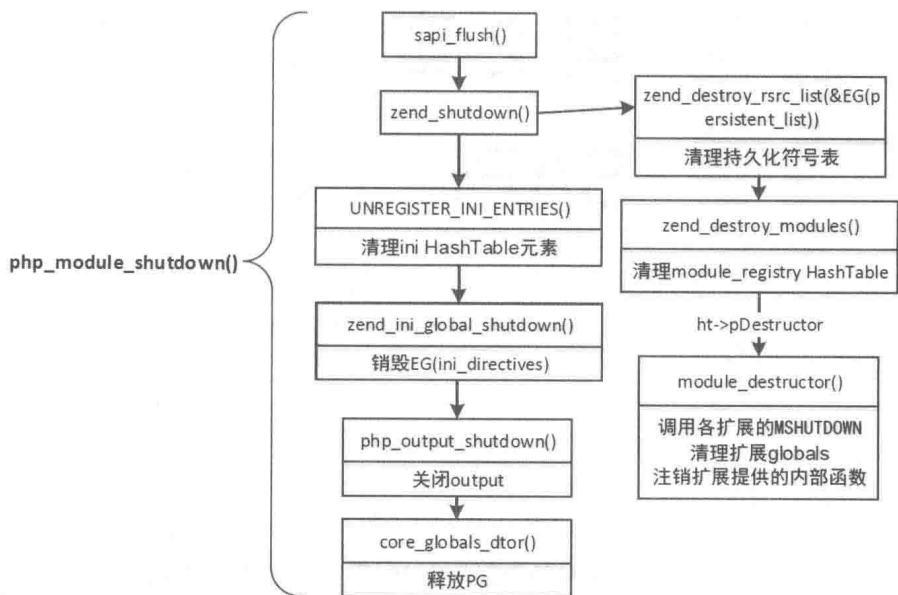 php_module_shutdown()
sapi_flush()
zend_shutdown()
UNREGISTER_INI_ENTRIES()
清理ini HashTable元素
zend_ini_global_shutdown()
销毁EG(ini_directives)
php_output_shutdown()
关闭output
core_globals_dtor()
释放PG
zend_destroy_rsrc_list(&EG(p
ersistent_list))
清理持久化符号表
zend_destroy_modules()
清理module_registry HashTable
ht->pDestructor
module_destructor()
调用各扩展的MSHUTDOWN
清理扩展globals
注销扩展提供的内部函数